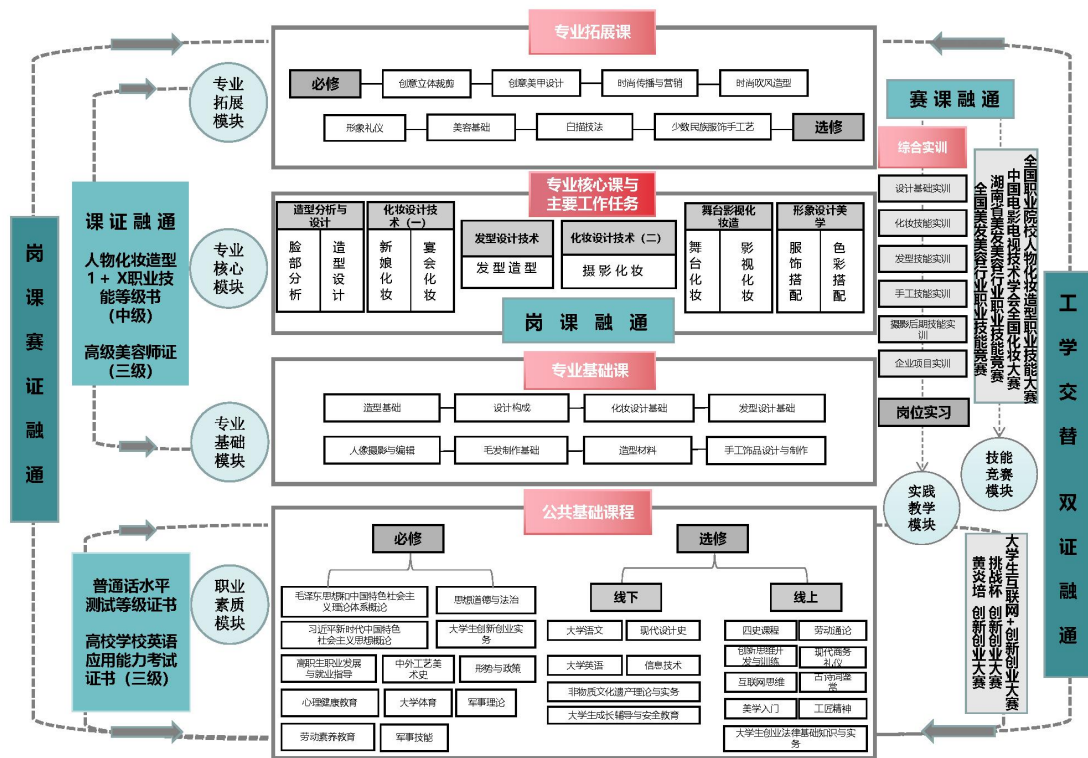 专业拓展课
必修
创意立体裁剪
创意美甲设计
时尚传播与营销
时尚吹风造型
形象礼仪
美容基础
白描技法
少数民族服饰手工艺
选修
专业
拓展
模块
岗课赛证融通
课证融通
人物化妆造型
1 + X职业技
能等级书
（中级）
高级美容师证
（三级）
专业
核心
模块
专业核心课与
主要工作任务
造型分析与
设计
脸部分析
造型设计
化妆设计技
术（一）
新娘化妆
宴会化妆
发型设计技术
发型造型
化妆设计技术（二）
摄影化妆
舞台影视化
妆造
舞台化妆
影视化妆
形象设计美
学
服饰搭配
色彩搭配
岗课融通
专业基础课
造型基础
设计构成
化妆设计基础
发型设计基础
人像摄影与编辑
毛发制作基础
造型材料
手工饰品设计与制作
专业
基础
模块
赛课融通
综合实训
设计基础实训
化妆技能实训
发型技能实训
手工技能实训
摄影后期技能实
训
企业项目实训
岗位实习
实践
教学
模块
全国职业院校人物化妆造型职业技能大赛
中国电影电视技术学会全国化妆大赛
湖南省美发美容行业职业技能竞赛
全国美发美容行业职业技能竞赛
技能
竞赛
模块
工学交替 双证融通
公共基础课程
必修
毛泽东思想和中国特色社会主
义理论体系概论
思想道德与法治
习近平新时代中国特色
社会主义思想概论
大学生创新创业实
务
高职生职业发展
与就业指导
中外工艺美
术史
形势与政策
心理健康教育
大学体育
军事理论
劳动素养教育
军事技能
选修
线下
大学语文
现代设计史
大学英语
信息技术
非物质文化遗产理论与实务
大学生成长辅导与安全教育
线上
四史课程
劳动通论
创新思维开
发与训练
现代商务
礼仪
互联网思维
古诗词鉴
赏
美学入门
工匠精神
大学生创业法律基础知识与实
务
普通话水平
测试等级证书
高校学校英语
应用能力考试
证书（三级）
职业
素质
模块
大学生互联网+创新创业大赛
挑战杯 创新创业大赛
黄炎培 创新创业大赛